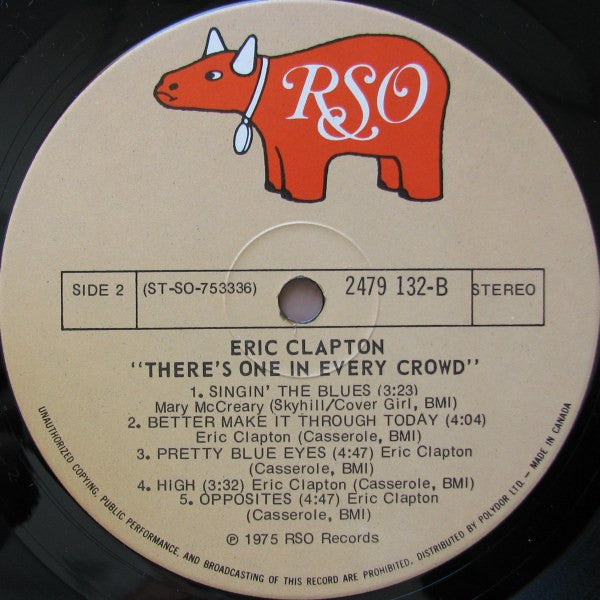 RSO
SIDE 2
(ST-SO-753336)
2479 132-B
STEREO
ERIC CLAPTON
"THERE'S ONE IN EVERY CROWD"
1. SINGIN' THE BLUES (3:23)
Mary McCreary (Skyhill/Cover Girl, BMI)
2. BETTER MAKE IT THROUGH TODAY (4:04)
Eric Clapton (Casserole, BMI)
3. PRETTY BLUE EYES (4:47) Eric Clapton
(Casserole, BMI)
4. HIGH (3:32) Eric Clapton (Casserole, BMI)
5. OPPOSITES (4:47) Eric Clapton
(Casserole, BMI)
℗ 1975 RSO Records
UNAUTHORIZED COPYING, PUBLIC PERFORMANCE, AND BROADCASTING OF THIS RECORD ARE PROHIBITED. DISTRIBUTED BY POLYDOR LTD. – MADE IN CANADA